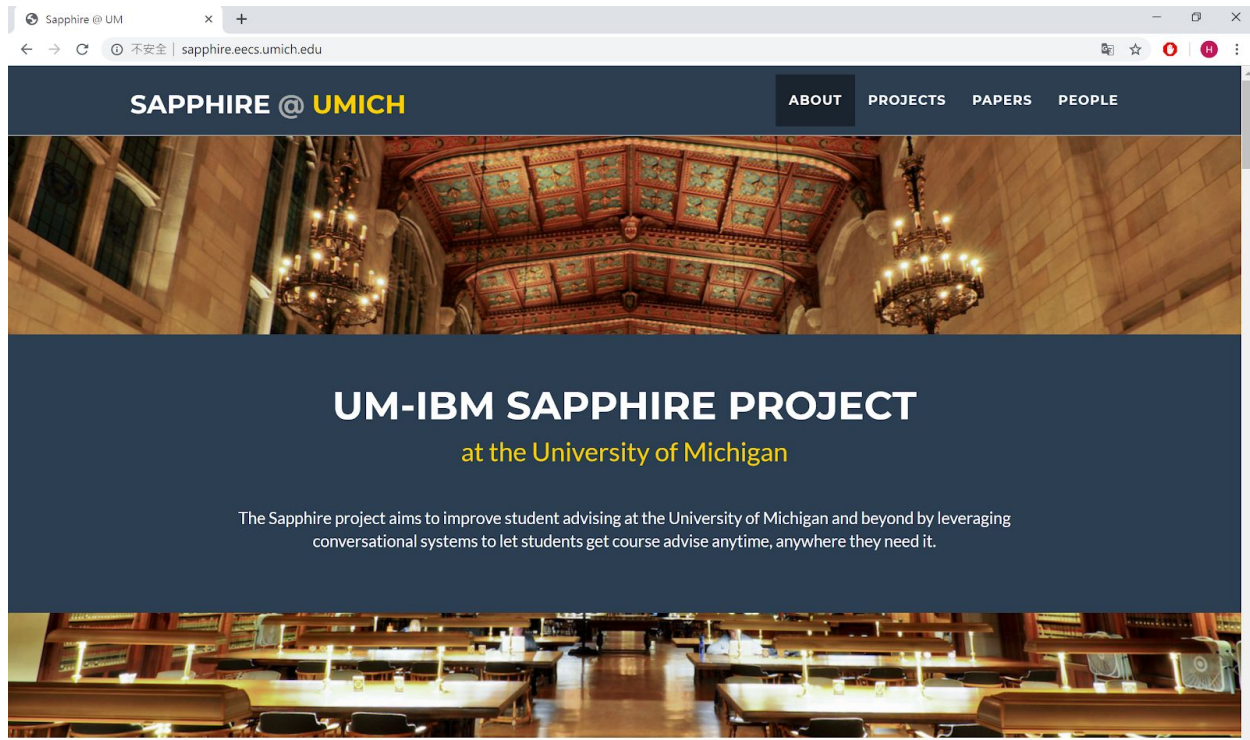 Sapphire @ UM
不安全 | sapphire.eecs.umich.edu
H
SAPPHIRE @ UMICH
ABOUT PROJECTS PAPERS PEOPLE
UM-IBM SAPPHIRE PROJECT
at the University of Michigan
The Sapphire project aims to improve student advising at the University of Michigan and beyond by leveraging
conversational systems to let students get course advise anytime, anywhere they need it.